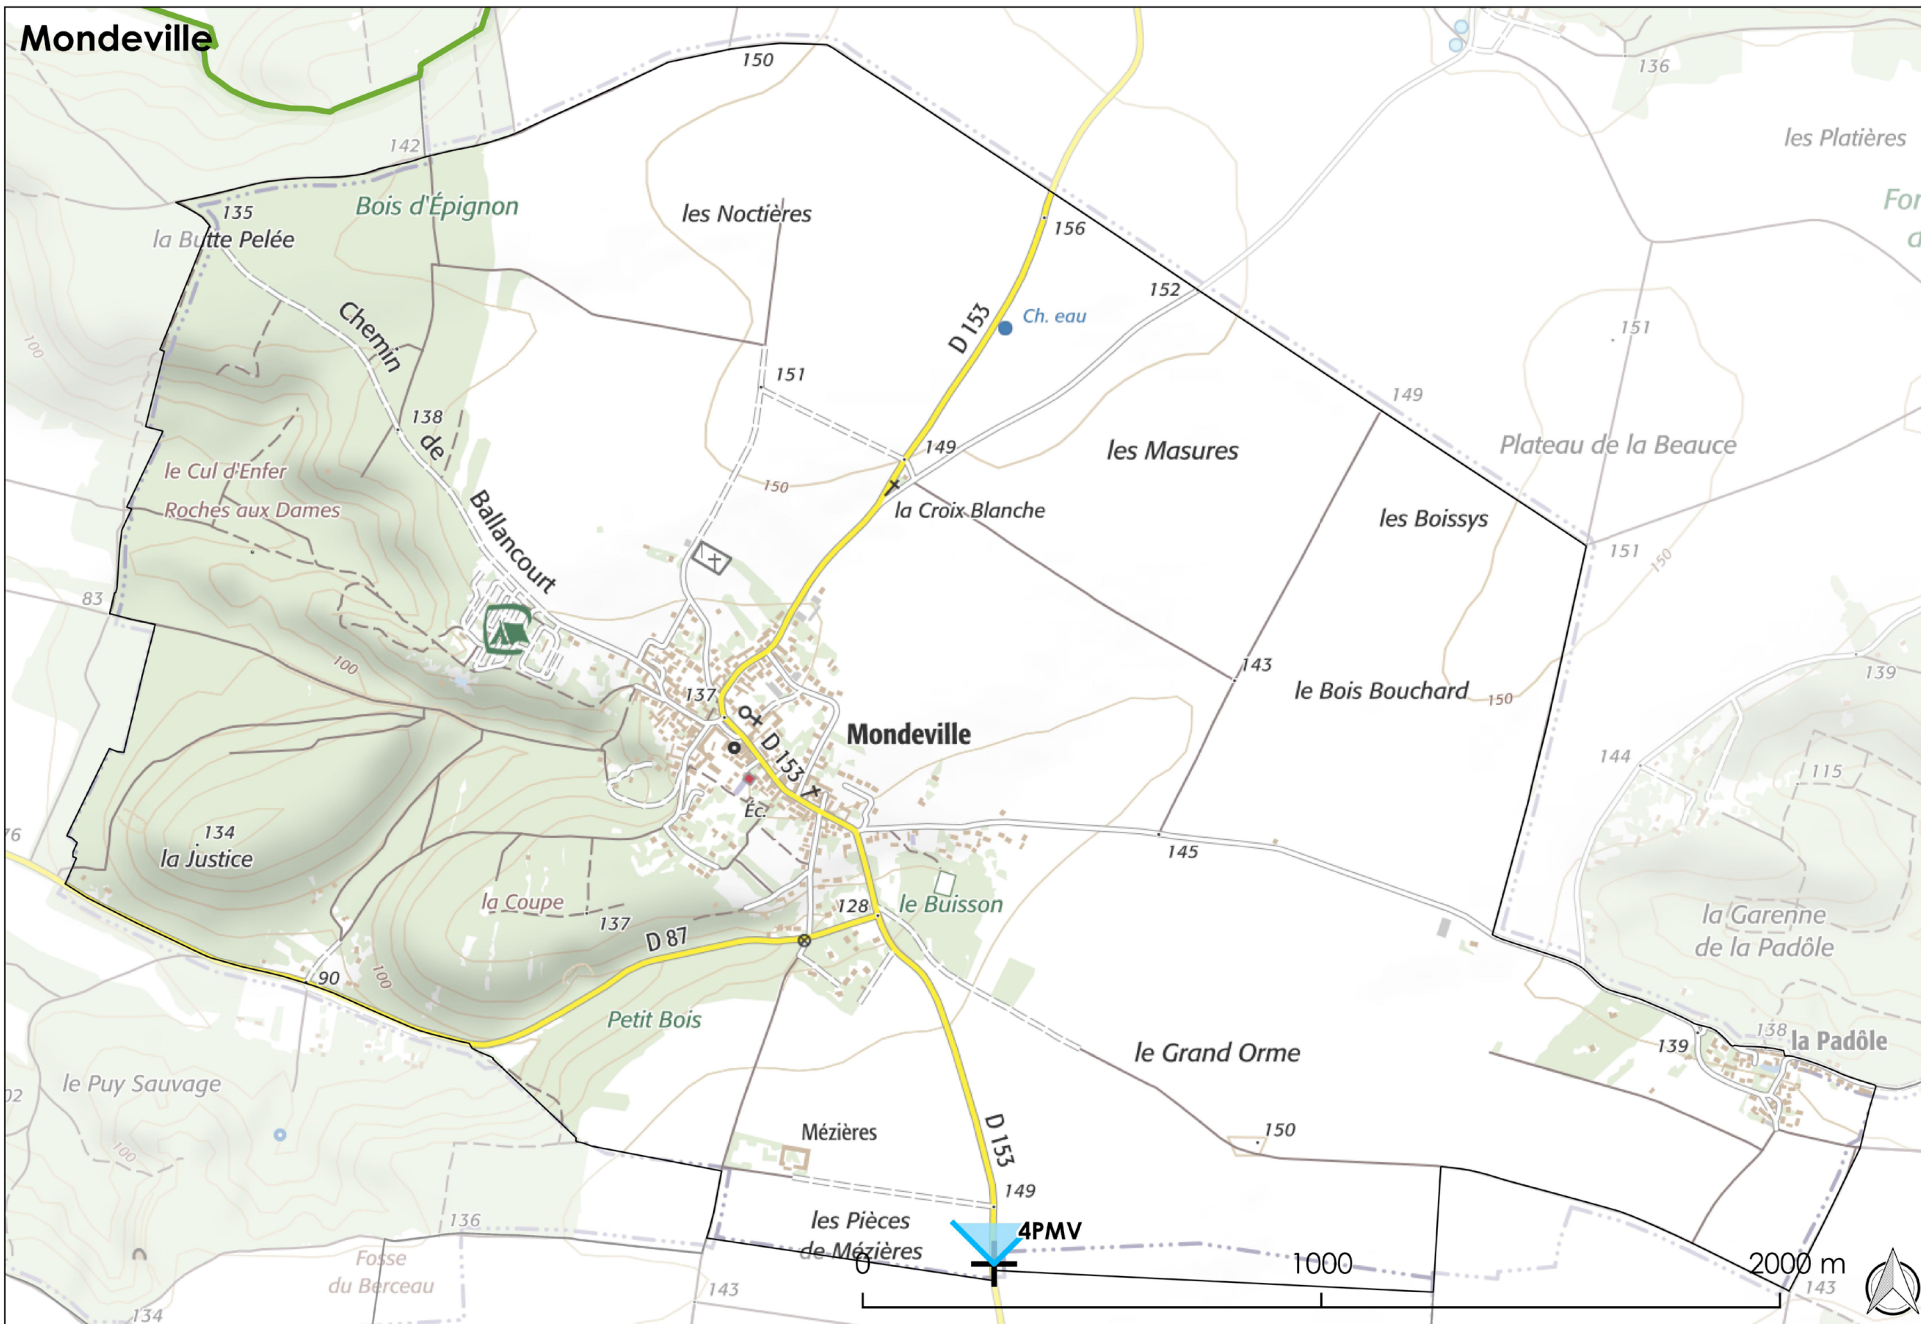 Mondeville
150
136
les Platières
142
Bois d'Épignon
For
d
135
la Butte Pelée
les Noctières
156
152
Ch. eau
D 153
151
100
Chemin
de
Ballancourt
151
149
138
149
les Masures
Plateau de la Beauce
le Cul d'Enfer
Roches aux Dames
150
la Croix Blanche
les Boissys
151
150
83
100
137
143
le Bois Bouchard
150
139
Mondeville
D 153
144
115
Éc.
134
la Justice
76
145
la Coupe
137
128
le Buisson
la Garenne
de la Padôle
D 87
90
100
Petit Bois
le Grand Orme
139
138
la Padôle
le Puy Sauvage
02
100
Mézières
D 153
150
149
136
les Pièces
de Mézières
4PMV
Fosse
du Berceau
0
1000
2000 m
143
143
134